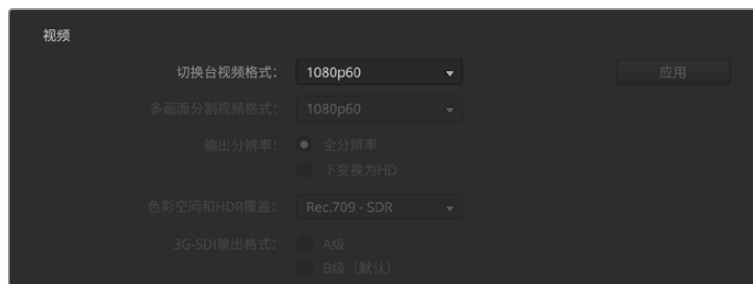 视频
切换台视频格式： 1080p60 应用
多画面分割视频格式： 1080p60
输出分辨率： 全分辨率
下变换为HD
色彩空间和HDR覆盖： Rec.709 - SDR
3G-SDI输出格式： A级
B级（默认）